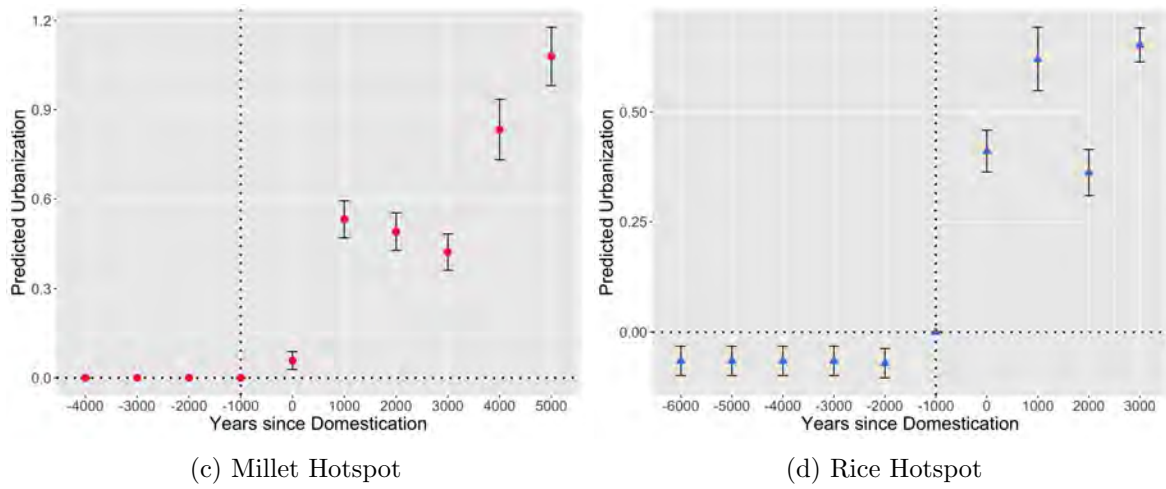 1.2
0.9
0.6
0.3
0.0
Predicted Urbanization
-4000 -3000 -2000 -1000 0 1000 2000 3000 4000 5000
Years since Domestication
(c) Millet Hotspot
0.50
0.25
0.00
Predicted Urbanization
-6000 -5000 -4000 -3000 -2000 -1000 0 1000 2000 3000
Years since Domestication
(d) Rice Hotspot